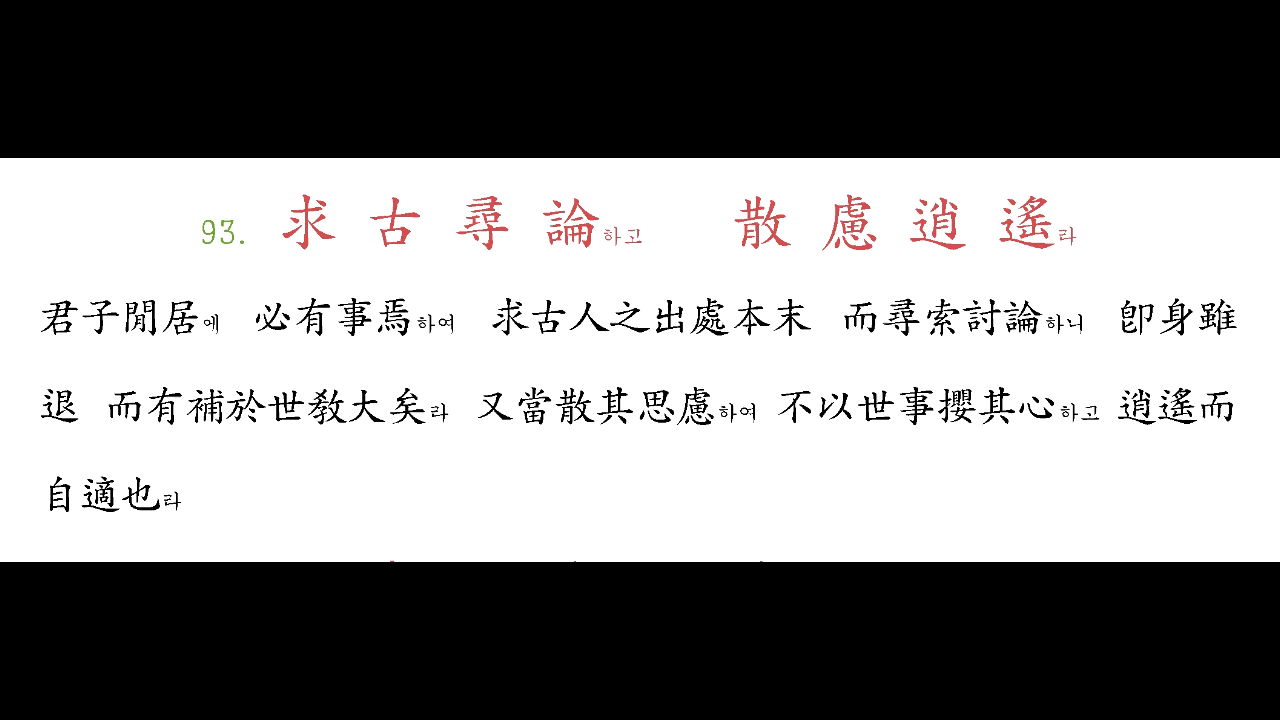 93. 求古尋論하고 散慮逍遙라
君子閒居에 必有事焉하여 求古人之出處本末 而尋索討論하니 卽身雖
退 而有補於世敎大矣라 又當散其思慮하여 不以世事攖其心하고 逍遙而
自適也라